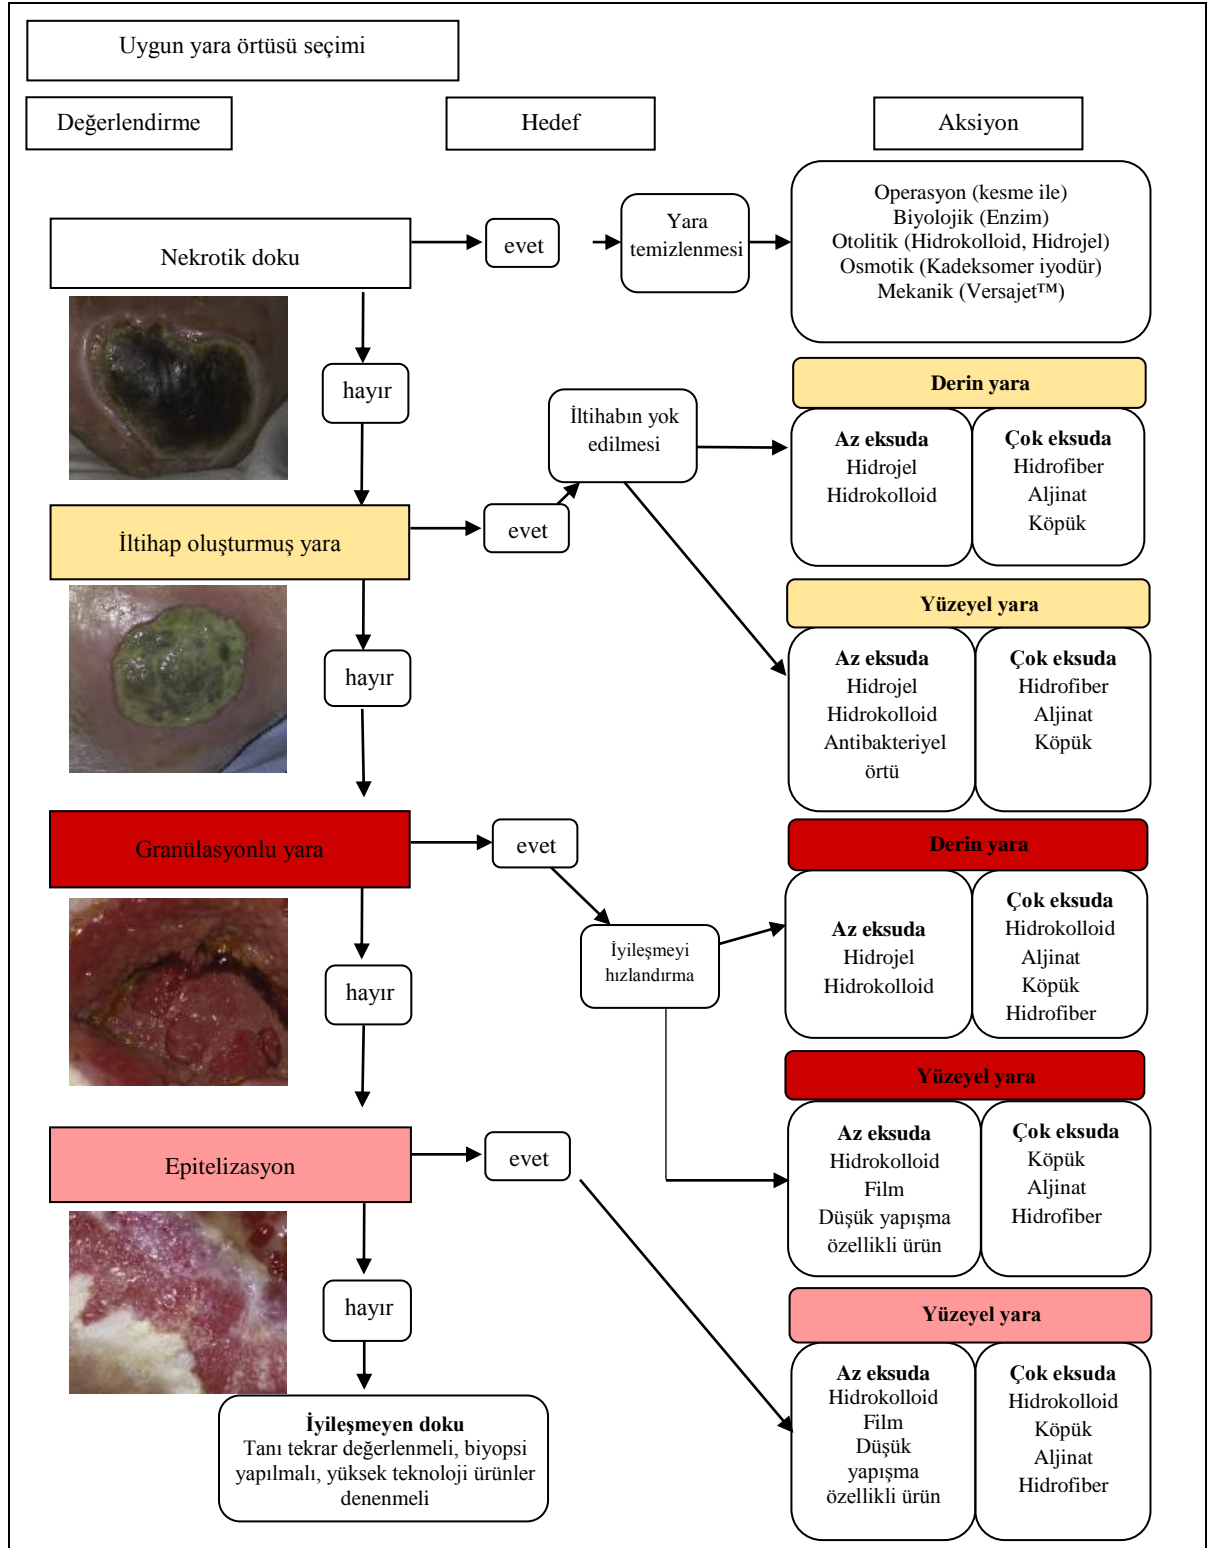 Uygun yara örtüsü seçimi
Değerlendirme
Hedef
Aksiyon
Nekrotik doku
evet
Yara
temizlenmesi
Operasyon (kesme ile)
Biyolojik (Enzim)
Otolitik (Hidrokolloid, Hidrojel)
Osmotik (Kadeksomer iyodür)
Mekanik (Versajet™)
hayır
İltihap oluşturmuş yara
evet
İltihabın yok
edilmesi
Derin yara
Az eksuda
Hidrojel
Hidrokolloid
Çok eksuda
Hidrofiber
Aljinat
Köpük
Yüzeyel yara
Az eksuda
Hidrojel
Hidrokolloid
Antibakteriyel
örtü
Çok eksuda
Hidrofiber
Aljinat
Köpük
hayır
Granülasyonlu yara
evet
İyileşmeyi
hızlandırma
Derin yara
Az eksuda
Hidrojel
Hidrokolloid
Çok eksuda
Hidrokolloid
Aljinat
Köpük
Hidrofiber
Yüzeyel yara
Az eksuda
Hidrokolloid
Film
Düşük yapışma
özellikli ürün
Çok eksuda
Köpük
Aljinat
Hidrofiber
hayır
Epitelizasyon
evet
Yüzeyel yara
Az eksuda
Hidrokolloid
Film
Düşük
yapışma
özellikli ürün
Çok eksuda
Hidrokolloid
Köpük
Aljinat
Hidrofiber
hayır
İyileşmeyen doku
Tanı tekrar değerlenmeli, biyopsi
yapılmalı, yüksek teknoloji ürünler
denenmeli